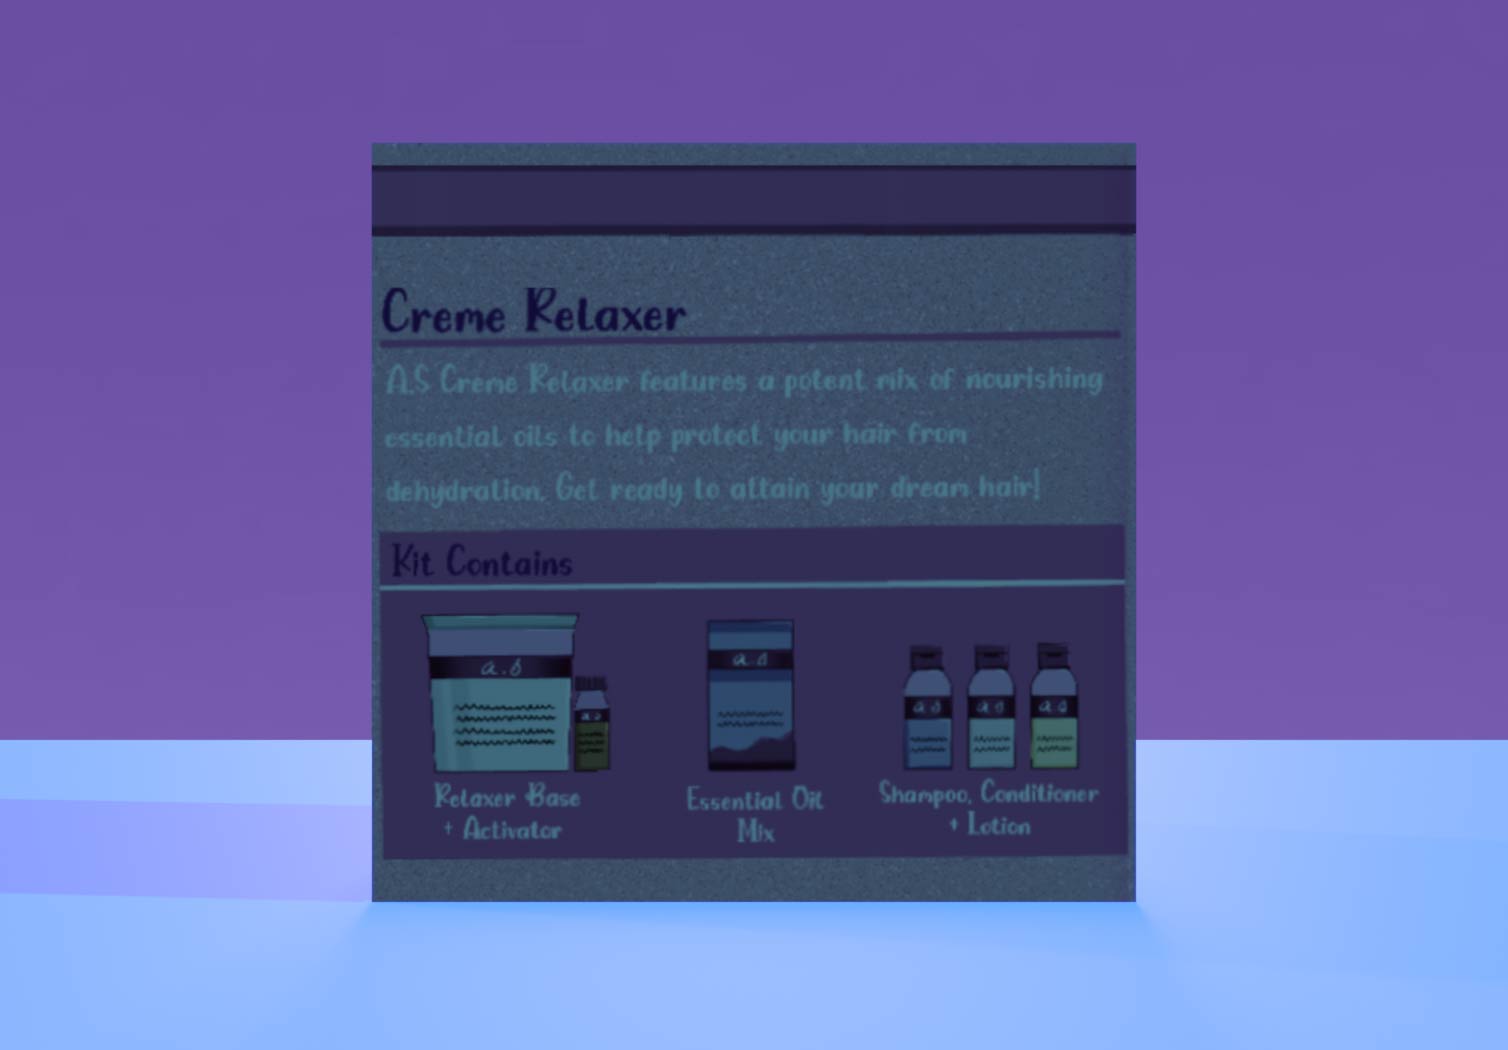 Creme Relaxer
A.S Creme Relaxer features a potent mix of nourishing
essential oils to help protect your hair from
dehydration. Get ready to attain your dream hair!
Kit Contains
a.s
a.s
a.s
a.s
a.s
a.s
Relaxer Base
+ Activator
Essential Oil
Mix
Shampoo, Conditioner
+ Lotion